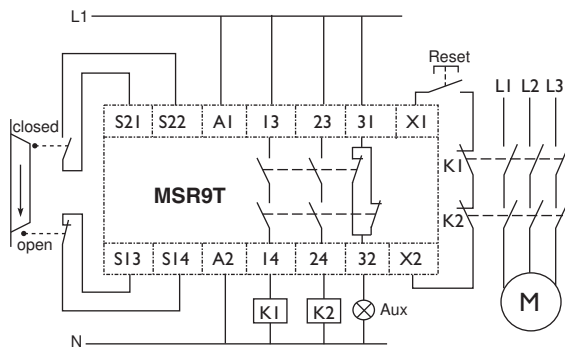 L1
Reset
L1 L2 L3
closed
S21 S22 A1 13 23 31 X1
K1
MSR9T
K2
open
S13 S14 A2 14 24 32 X2
K1 K2 Aux
M
N